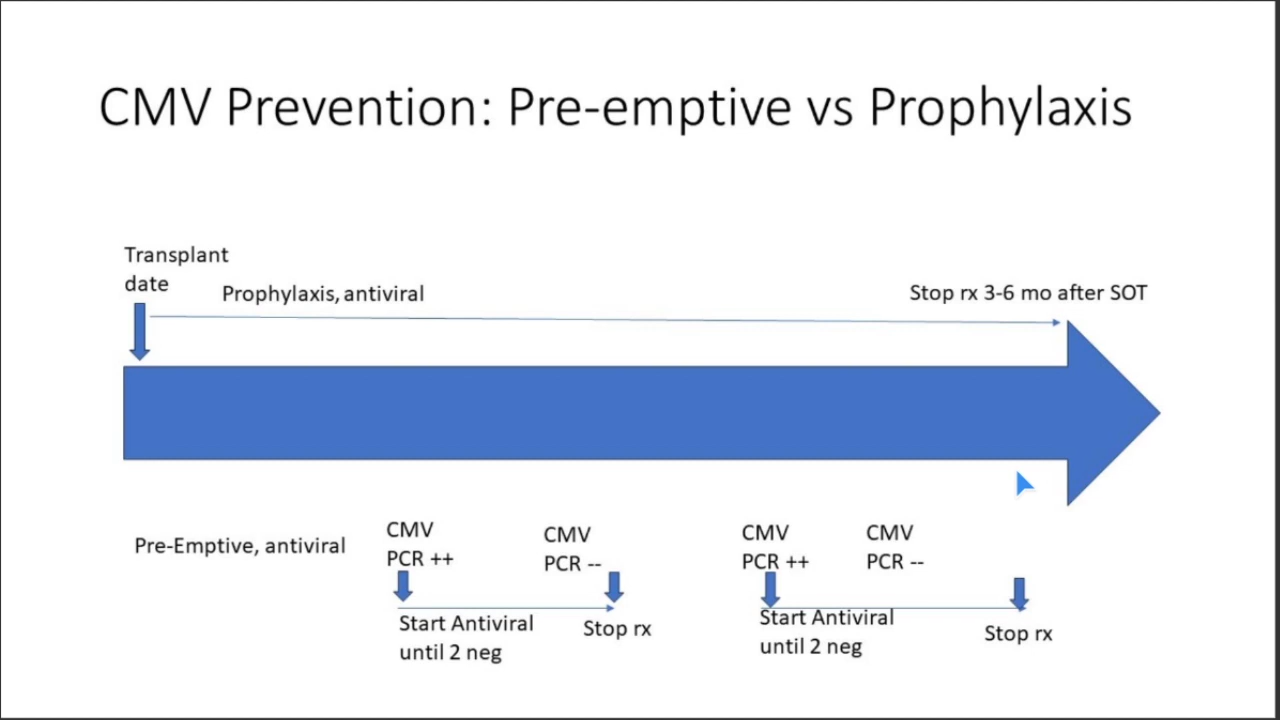 CMV Prevention: Pre-emptive vs Prophylaxis
Transplant
date
Prophylaxis, antiviral
Stop rx 3-6 mo after SOT
Pre-Emptive, antiviral
CMV
PCR ++
CMV
PCR --
CMV
PCR ++
CMV
PCR --
Start Antiviral
until 2 neg
Stop rx
Start Antiviral
until 2 neg
Stop rx